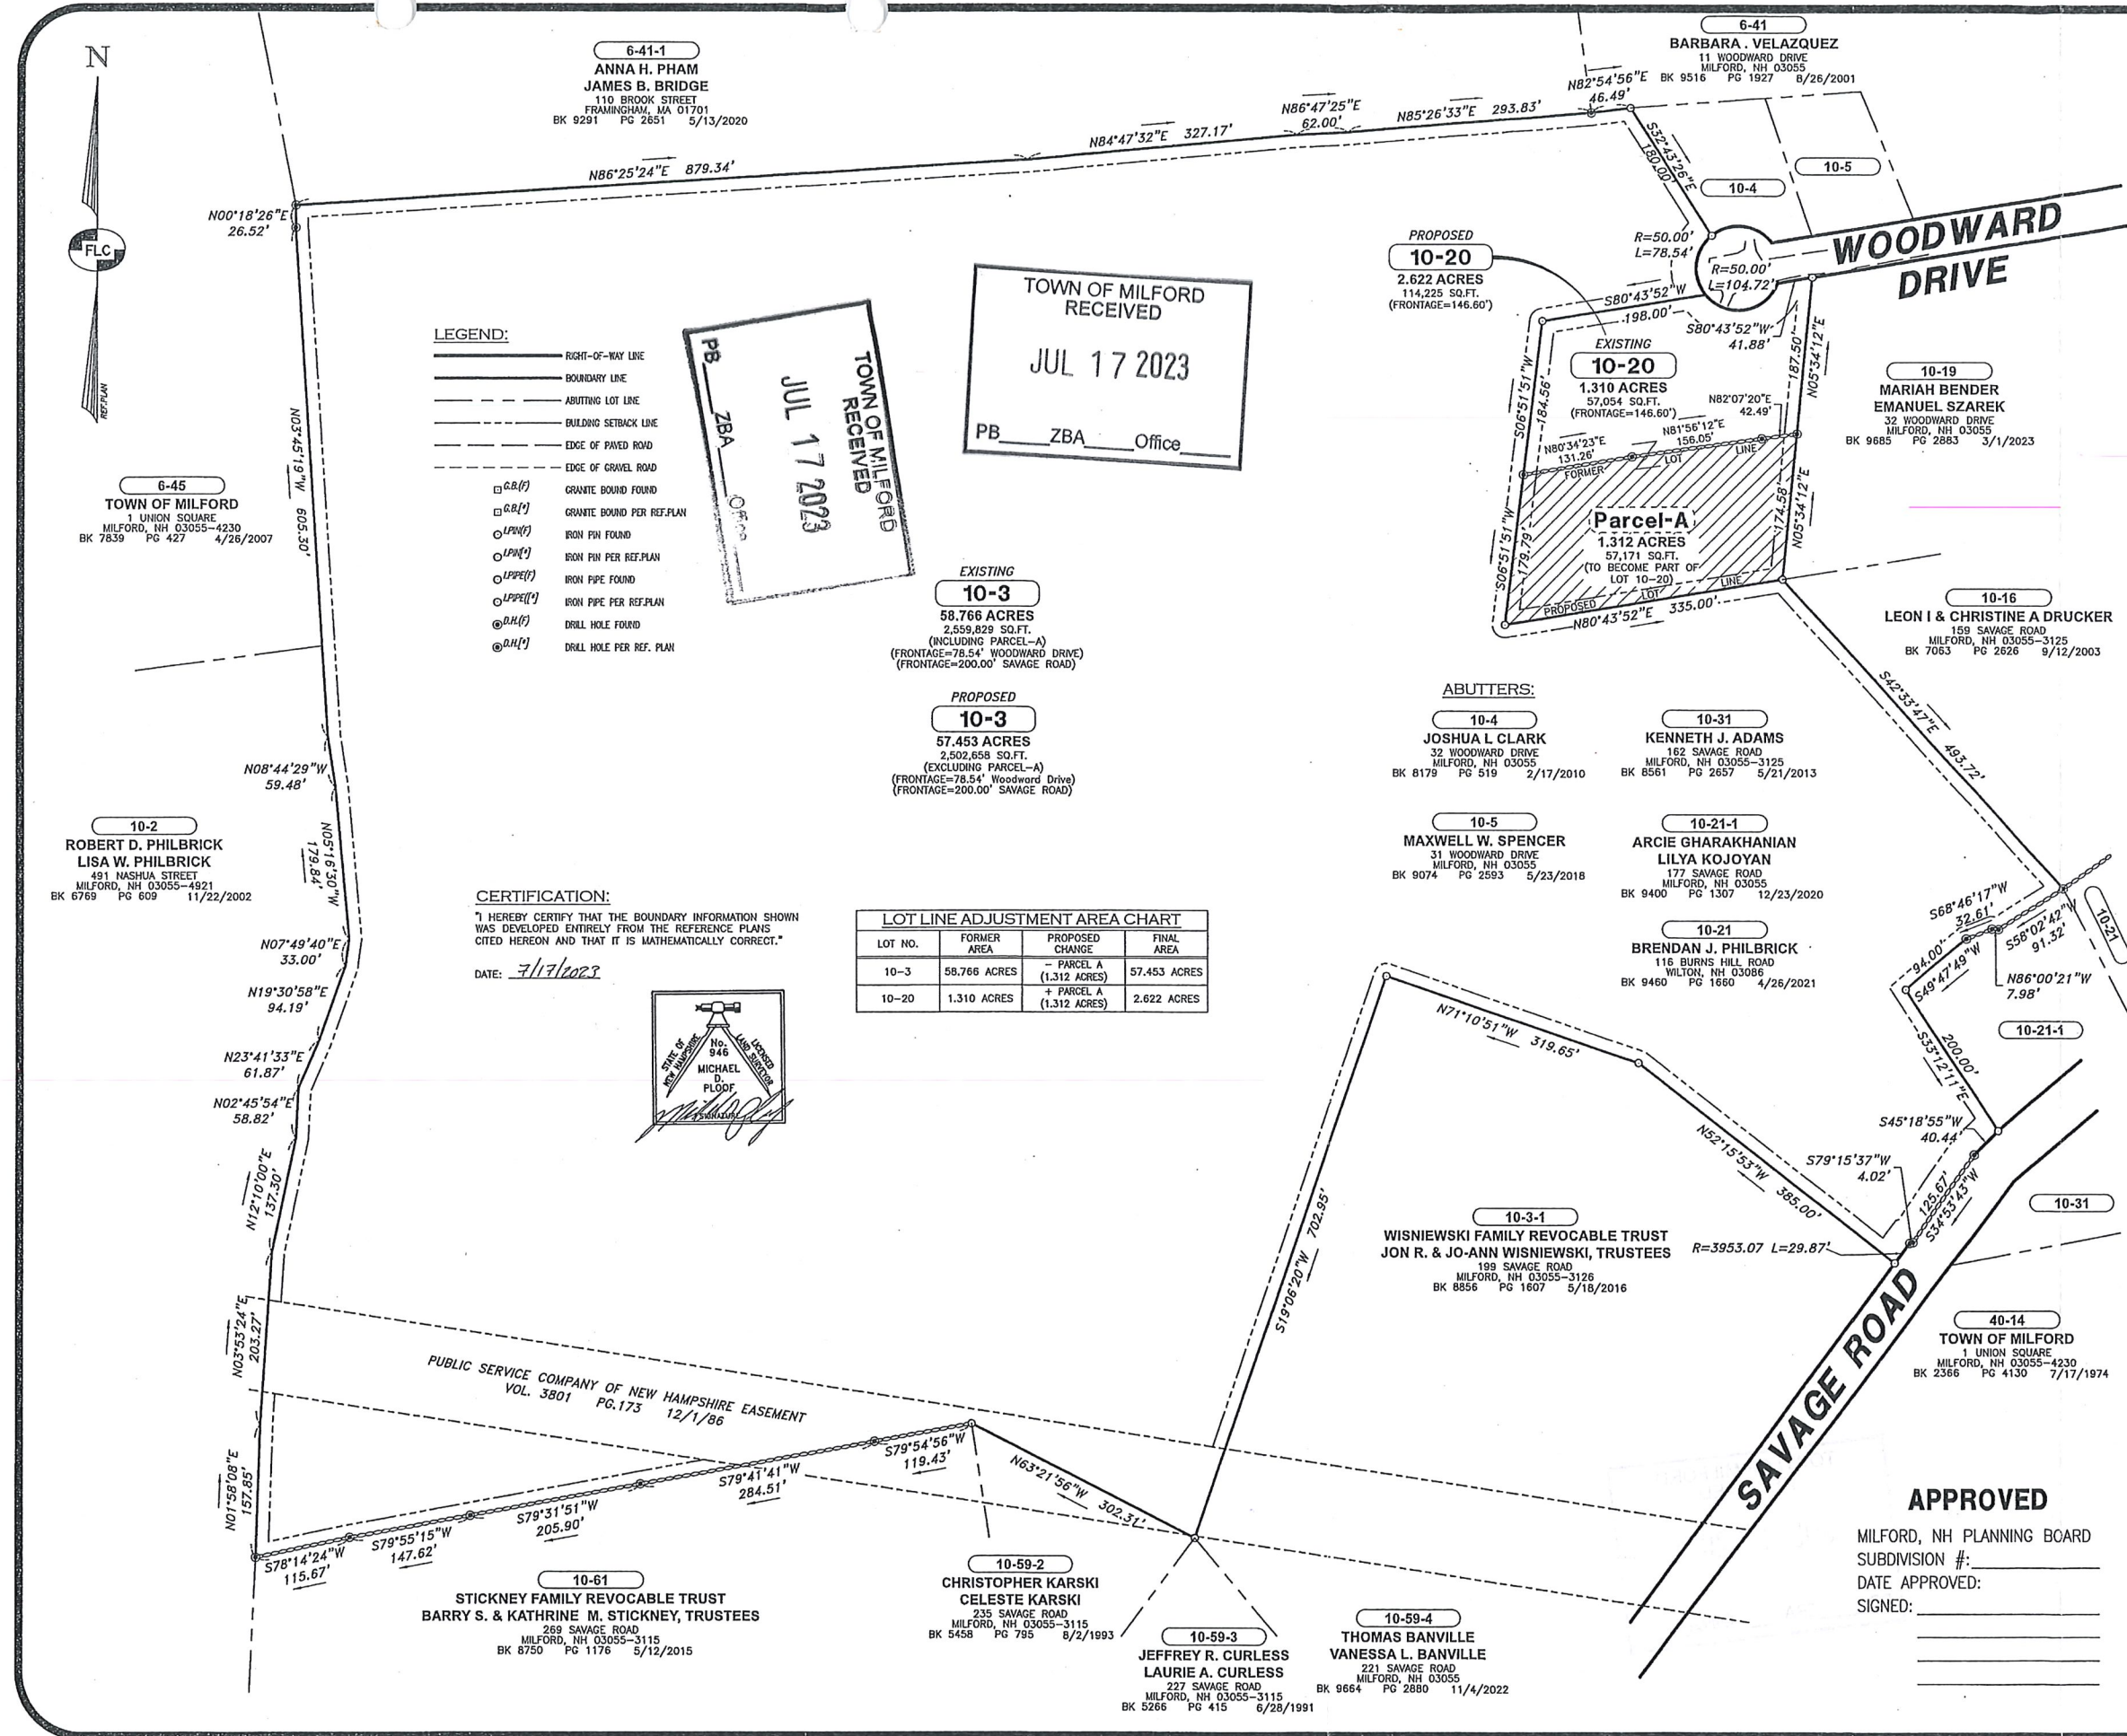 N
FLC
REF.PLAN
6-41-1
ANNA H. PHAM
JAMES B. BRIDGE
110 BROOK STREET
FRAMINGHAM, MA 01701
BK 9291 PG 2651 5/13/2020
6-41
BARBARA . VELAZQUEZ
11 WOODWARD DRIVE
MILFORD, NH 03055
BK 9516 PG 1927 8/26/2001
N82°54'56"E
46.49'
N86°47'25"E
62.00'
N85°26'33"E 293.83'
N84°47'32"E 327.17'
N86°25'24"E 879.34'
S32°43'26"E
180.00'
10-4
10-5
WOODWARD
DRIVE
N00°18'26"E
26.52'
R=50.00'
L=78.54'
R=50.00'
L=104.72'
PROPOSED
10-20
2.622 ACRES
114,225 SQ.FT.
(FRONTAGE=146.60')
S80°43'52"W
198.00'
S80°43'52"W
41.88'
EXISTING
10-20
1.310 ACRES
57,054 SQ.FT.
(FRONTAGE=146.60')
S06°51'51"W
184.56'
187.50'
N05°34'12"E
N82°07'20"E
42.49'
N81°56'12"E
156.05'
N80°34'23"E
131.26'
FORMER LOT LINE
10-19
MARIAH BENDER
EMANUEL SZAREK
32 WOODWARD DRIVE
MILFORD, NH 03055
BK 9685 PG 2883 3/1/2023
Parcel-A
1.312 ACRES
57,171 SQ.FT.
(TO BECOME PART OF
LOT 10-20)
S06°51'51"W
179.79'
174.58'
N05°34'12"E
PROPOSED LOT LINE
N80°43'52"E 335.00'
LEGEND:
RIGHT-OF-WAY LINE
BOUNDARY LINE
ABUTTING LOT LINE
BUILDING SETBACK LINE
EDGE OF PAVED ROAD
EDGE OF GRAVEL ROAD
G.B.(F) GRANITE BOUND FOUND
G.B.[*] GRANITE BOUND PER REF.PLAN
I.PIN(F) IRON PIN FOUND
I.PIN[*] IRON PIN PER REF.PLAN
I.PIPE(F) IRON PIPE FOUND
I.PIPE([*] IRON PIPE PER REF.PLAN
D.H.(F) DRILL HOLE FOUND
D.H.[*] DRILL HOLE PER REF. PLAN
TOWN OF MILFORD
RECEIVED
JUL 17 2023
PB ZBA Office
TOWN OF MILFORD
RECEIVED
JUL 17 2023
PB ZBA Office
N03°45'19"W 605.30'
6-45
TOWN OF MILFORD
1 UNION SQUARE
MILFORD, NH 03055-4230
BK 7839 PG 427 4/26/2007
EXISTING
10-3
58.766 ACRES
2,559,829 SQ.FT.
(INCLUDING PARCEL-A)
(FRONTAGE=78.54' WOODWARD DRIVE)
(FRONTAGE=200.00' SAVAGE ROAD)
PROPOSED
10-3
57.453 ACRES
2,502,658 SQ.FT.
(EXCLUDING PARCEL-A)
(FRONTAGE=78.54' Woodward Drive)
(FRONTAGE=200.00' SAVAGE ROAD)
10-16
LEON I & CHRISTINE A DRUCKER
159 SAVAGE ROAD
MILFORD, NH 03055-3125
BK 7063 PG 2626 9/12/2003
S42°33'47"E 493.72'
ABUTTERS:
10-4
JOSHUA L CLARK
32 WOODWARD DRIVE
MILFORD, NH 03055
BK 8179 PG 519 2/17/2010
10-31
KENNETH J. ADAMS
162 SAVAGE ROAD
MILFORD, NH 03055-3125
BK 8561 PG 2657 5/21/2013
10-5
MAXWELL W. SPENCER
31 WOODWARD DRIVE
MILFORD, NH 03055
BK 9074 PG 2593 5/23/2018
10-21-1
ARCIE GHARAKHANIAN
LILYA KOJOYAN
177 SAVAGE ROAD
MILFORD, NH 03055
BK 9400 PG 1307 12/23/2020
10-21
BRENDAN J. PHILBRICK
116 BURNS HILL ROAD
WILTON, NH 03086
BK 9460 PG 1660 4/26/2021
N08°44'29"W
59.48'
N05°16'30"W
179.84'
10-2
ROBERT D. PHILBRICK
LISA W. PHILBRICK
491 NASHUA STREET
MILFORD, NH 03055-4921
BK 6769 PG 609 11/22/2002
CERTIFICATION:
"I HEREBY CERTIFY THAT THE BOUNDARY INFORMATION SHOWN
WAS DEVELOPED ENTIRELY FROM THE REFERENCE PLANS
CITED HEREON AND THAT IT IS MATHEMATICALLY CORRECT."
DATE: 7/17/2023
STATE OF
NEW HAMPSHIRE
LICENSED
LAND SURVEYOR
No.
946
MICHAEL
D.
PLOOF
SIGNATURE
LOT LINE ADJUSTMENT AREA CHART
LOT NO. FORMER AREA PROPOSED CHANGE FINAL AREA
10-3 58.766 ACRES - PARCEL A (1.312 ACRES) 57.453 ACRES
10-20 1.310 ACRES + PARCEL A (1.312 ACRES) 2.622 ACRES
N07°49'40"E
33.00'
N19°30'58"E
94.19'
N23°41'33"E
61.87'
N02°45'54"E
58.82'
N12°10'00"E
137.30'
N03°53'24"E
203.27'
N01°58'08"E
157.85'
S68°46'17"W
32.61'
S58°02'42"W
91.32'
10-21
94.00'
S49°47'49"W
N86°00'21"W
7.98'
10-21-1
200.00'
S33°12'11"E
S45°18'55"W
40.44'
S79°15'37"W
4.02'
125.67'
S34°53'43"W
R=3953.07 L=29.87'
N71°10'51"W 319.65'
N52°15'53"W 385.00'
S19°06'20"W 702.95'
10-31
10-3-1
WISNIEWSKI FAMILY REVOCABLE TRUST
JON R. & JO-ANN WISNIEWSKI, TRUSTEES
199 SAVAGE ROAD
MILFORD, NH 03055-3126
BK 8856 PG 1607 5/18/2016
SAVAGE ROAD
40-14
TOWN OF MILFORD
1 UNION SQUARE
MILFORD, NH 03055-4230
BK 2366 PG 4130 7/17/1974
PUBLIC SERVICE COMPANY OF NEW HAMPSHIRE EASEMENT
VOL. 3801 PG.173 12/1/86
S79°54'56"W
119.43'
N63°21'56"W 302.31'
S79°41'41"W
284.51'
S79°31'51"W
205.90'
S79°55'15"W
147.62'
S78°14'24"W
115.67'
10-61
STICKNEY FAMILY REVOCABLE TRUST
BARRY S. & KATHRINE M. STICKNEY, TRUSTEES
269 SAVAGE ROAD
MILFORD, NH 03055-3115
BK 8750 PG 1176 5/12/2015
10-59-2
CHRISTOPHER KARSKI
CELESTE KARSKI
235 SAVAGE ROAD
MILFORD, NH 03055-3115
BK 5458 PG 795 8/2/1993
10-59-3
JEFFREY R. CURLESS
LAURIE A. CURLESS
227 SAVAGE ROAD
MILFORD, NH 03055-3115
BK 5266 PG 415 6/28/1991
10-59-4
THOMAS BANVILLE
VANESSA L. BANVILLE
221 SAVAGE ROAD
MILFORD, NH 03055
BK 9664 PG 2880 11/4/2022
APPROVED
MILFORD, NH PLANNING BOARD
SUBDIVISION #:
DATE APPROVED:
SIGNED: